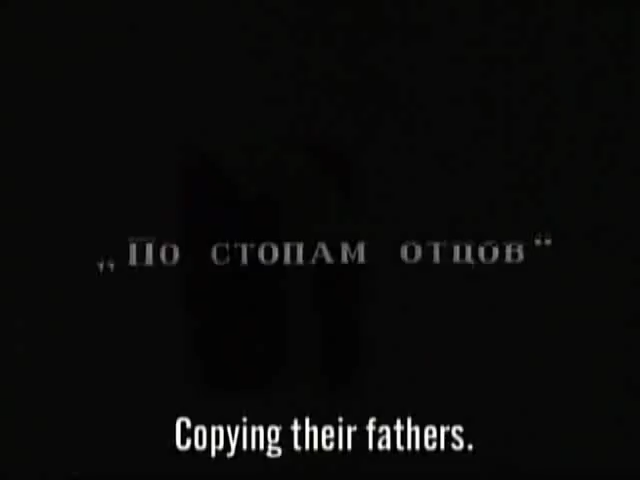 „По стопам отцов“
Copying their fathers.